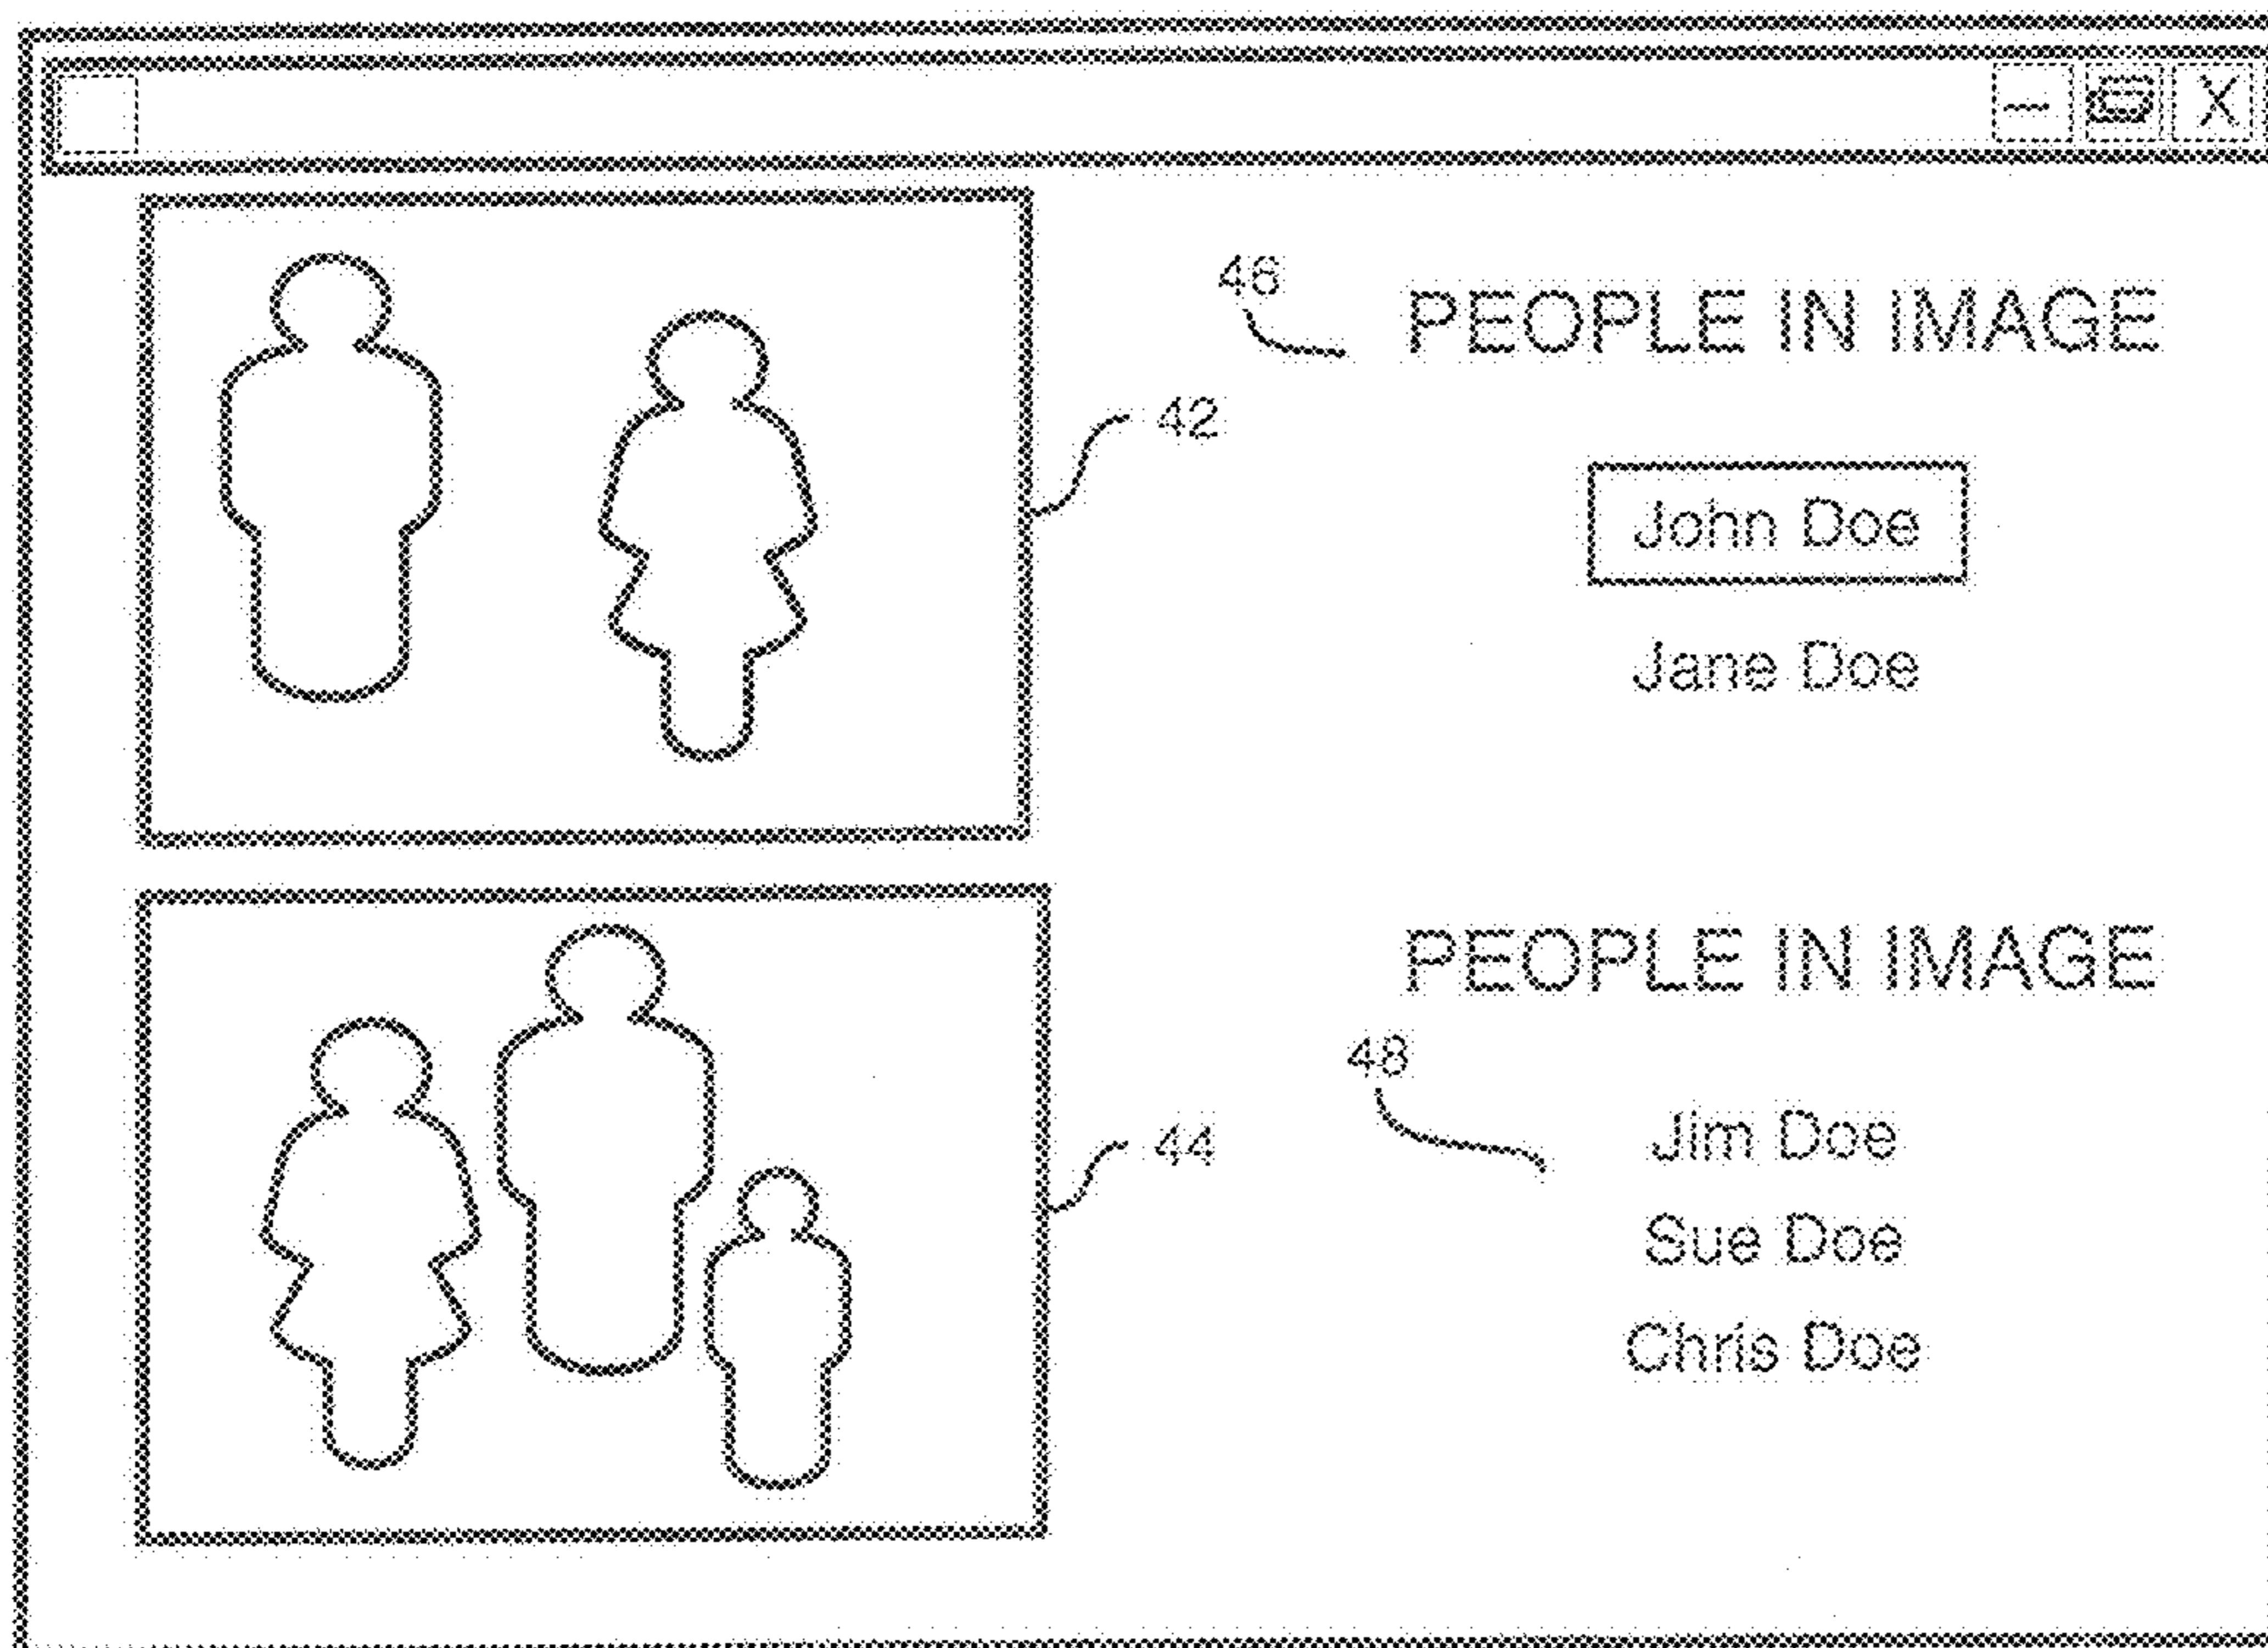 X
46
PEOPLE IN IMAGE
42
John Doe
Jane Doe
PEOPLE IN IMAGE
48
44
Jim Doe
Sue Doe
Chris Doe